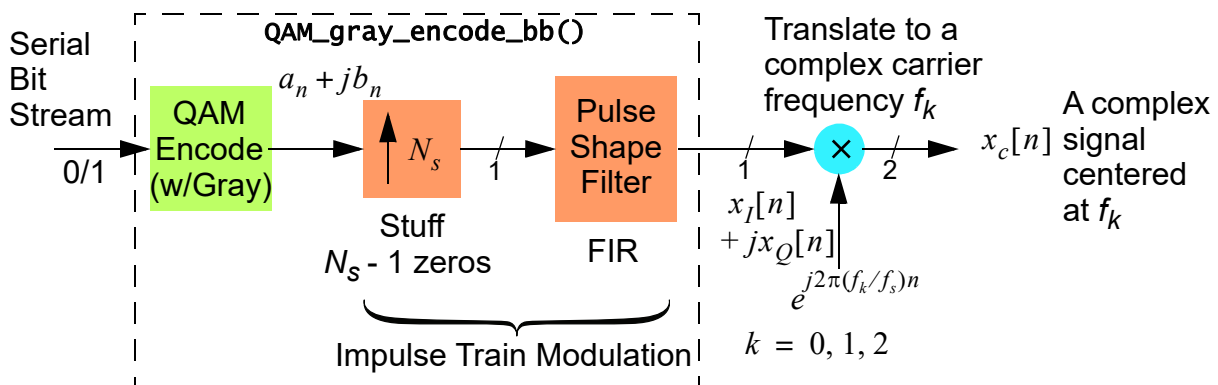 QAM_gray_encode_bb()
Serial
Bit
Stream
0/1
QAM
Encode
(w/Gray)
a_n + jb_n
N_s
Stuff
N_s - 1 zeros
1
Pulse
Shape
Filter
FIR
Impulse Train Modulation
Translate to a
complex carrier
frequency f_k
1
×
2
x_I[n]
+ jx_Q[n]
e^{j2π(f_k/f_s)n}
k = 0, 1, 2
x_c[n]
A complex
signal
centered
at f_k